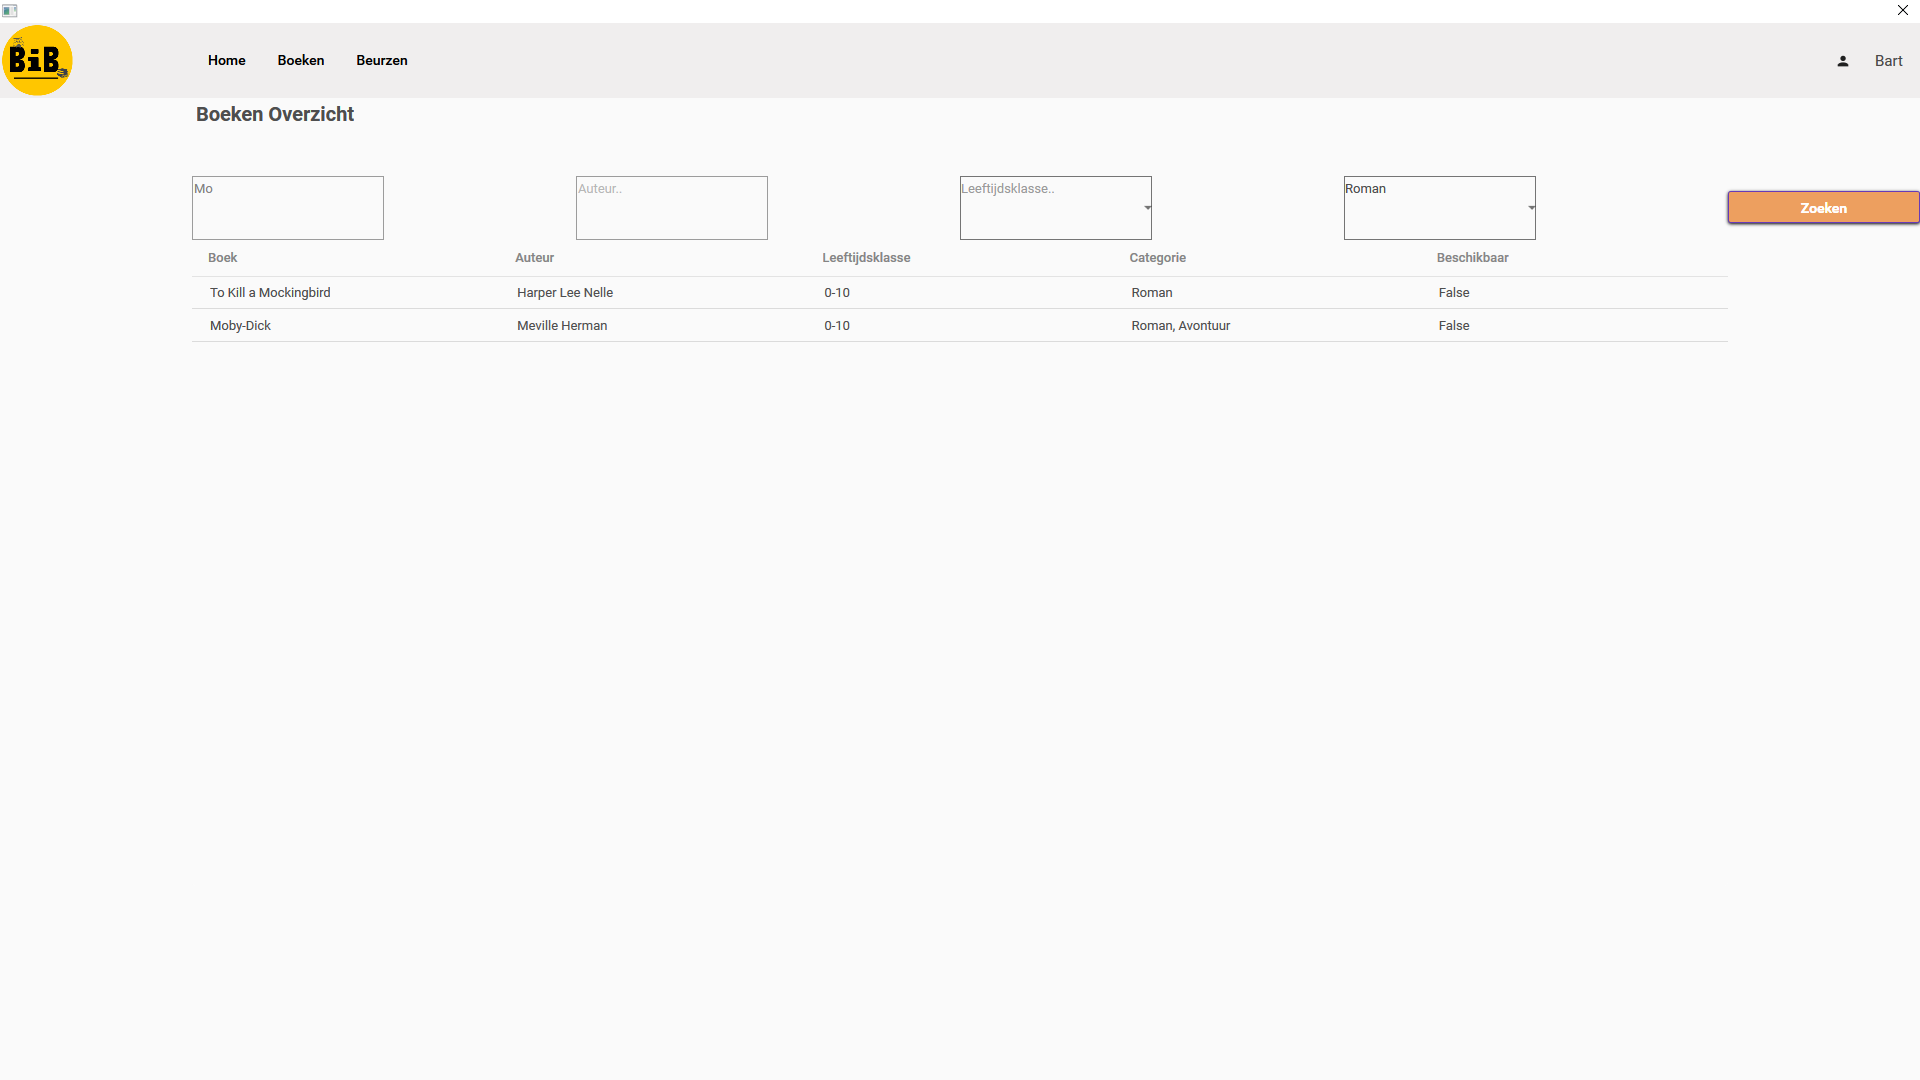 BiB
Home Boeken Beurzen Bart
Boeken Overzicht
Mo Auteur.. Leeftijdsklasse.. Roman Zoeken
Boek Auteur Leeftijdsklasse Categorie Beschikbaar
To Kill a Mockingbird Harper Lee Nelle 0-10 Roman False
Moby-Dick Meville Herman 0-10 Roman, Avontuur False